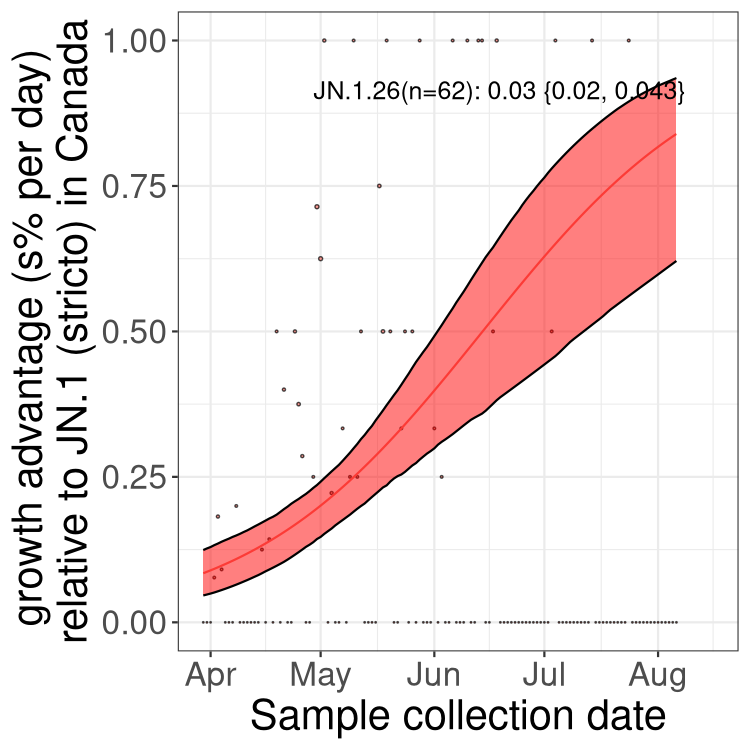 growth advantage (s% per day)
relative to JN.1 (stricto) in Canada
1.00
0.75
0.50
0.25
0.00
JN.1.26(n=62): 0.03 {0.02, 0.043}
Apr May Jun Jul Aug
Sample collection date